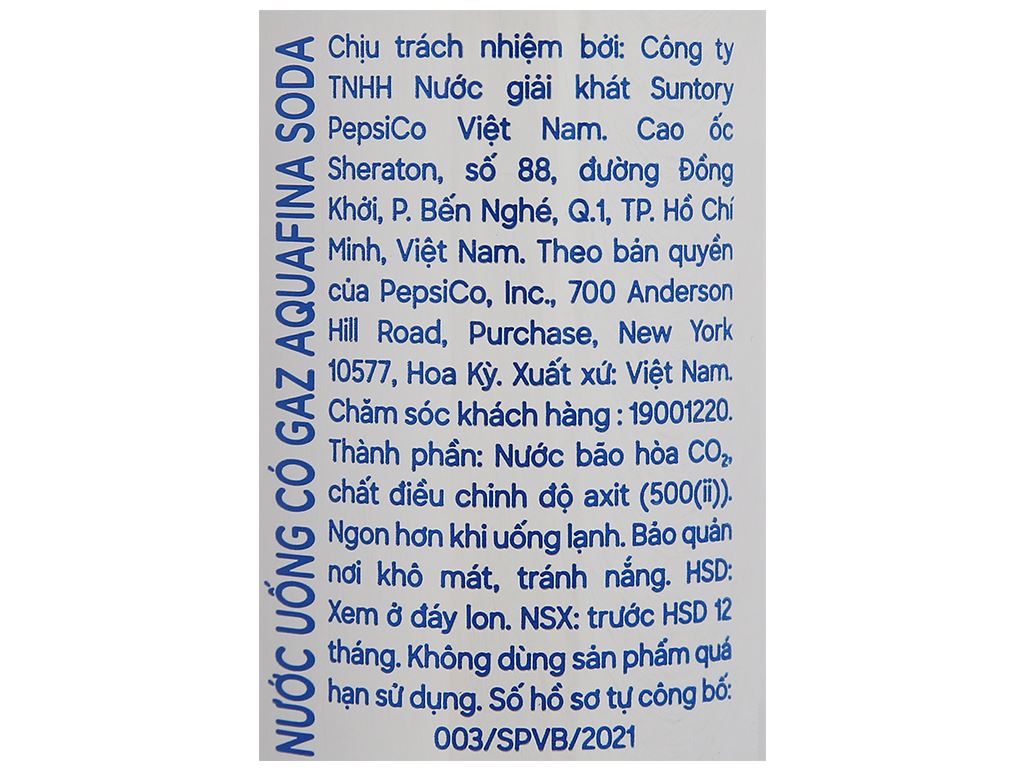 NƯỚC UỐNG CÓ GAZ AQUAFINA SODA
Chịu trách nhiệm bởi: Công ty
TNHH Nước giải khát Suntory
PepsiCo Việt Nam. Cao ốc
Sheraton, số 88, đường Đồng
Khởi, P. Bến Nghé, Q.1, TP. Hồ Chí
Minh, Việt Nam. Theo bản quyền
của PepsiCo, Inc., 700 Anderson
Hill Road, Purchase, New York
10577, Hoa Kỳ. Xuất xứ: Việt Nam.
Chăm sóc khách hàng : 19001220.
Thành phần: Nước bão hòa CO₂,
chất điều chỉnh độ axit (500(ii)).
Ngon hơn khi uống lạnh. Bảo quản
nơi khô mát, tránh nắng. HSD:
Xem ở đáy lon. NSX: trước HSD 12
tháng. Không dùng sản phẩm quá
hạn sử dụng. Số hồ sơ tự công bố:
003/SPVB/2021